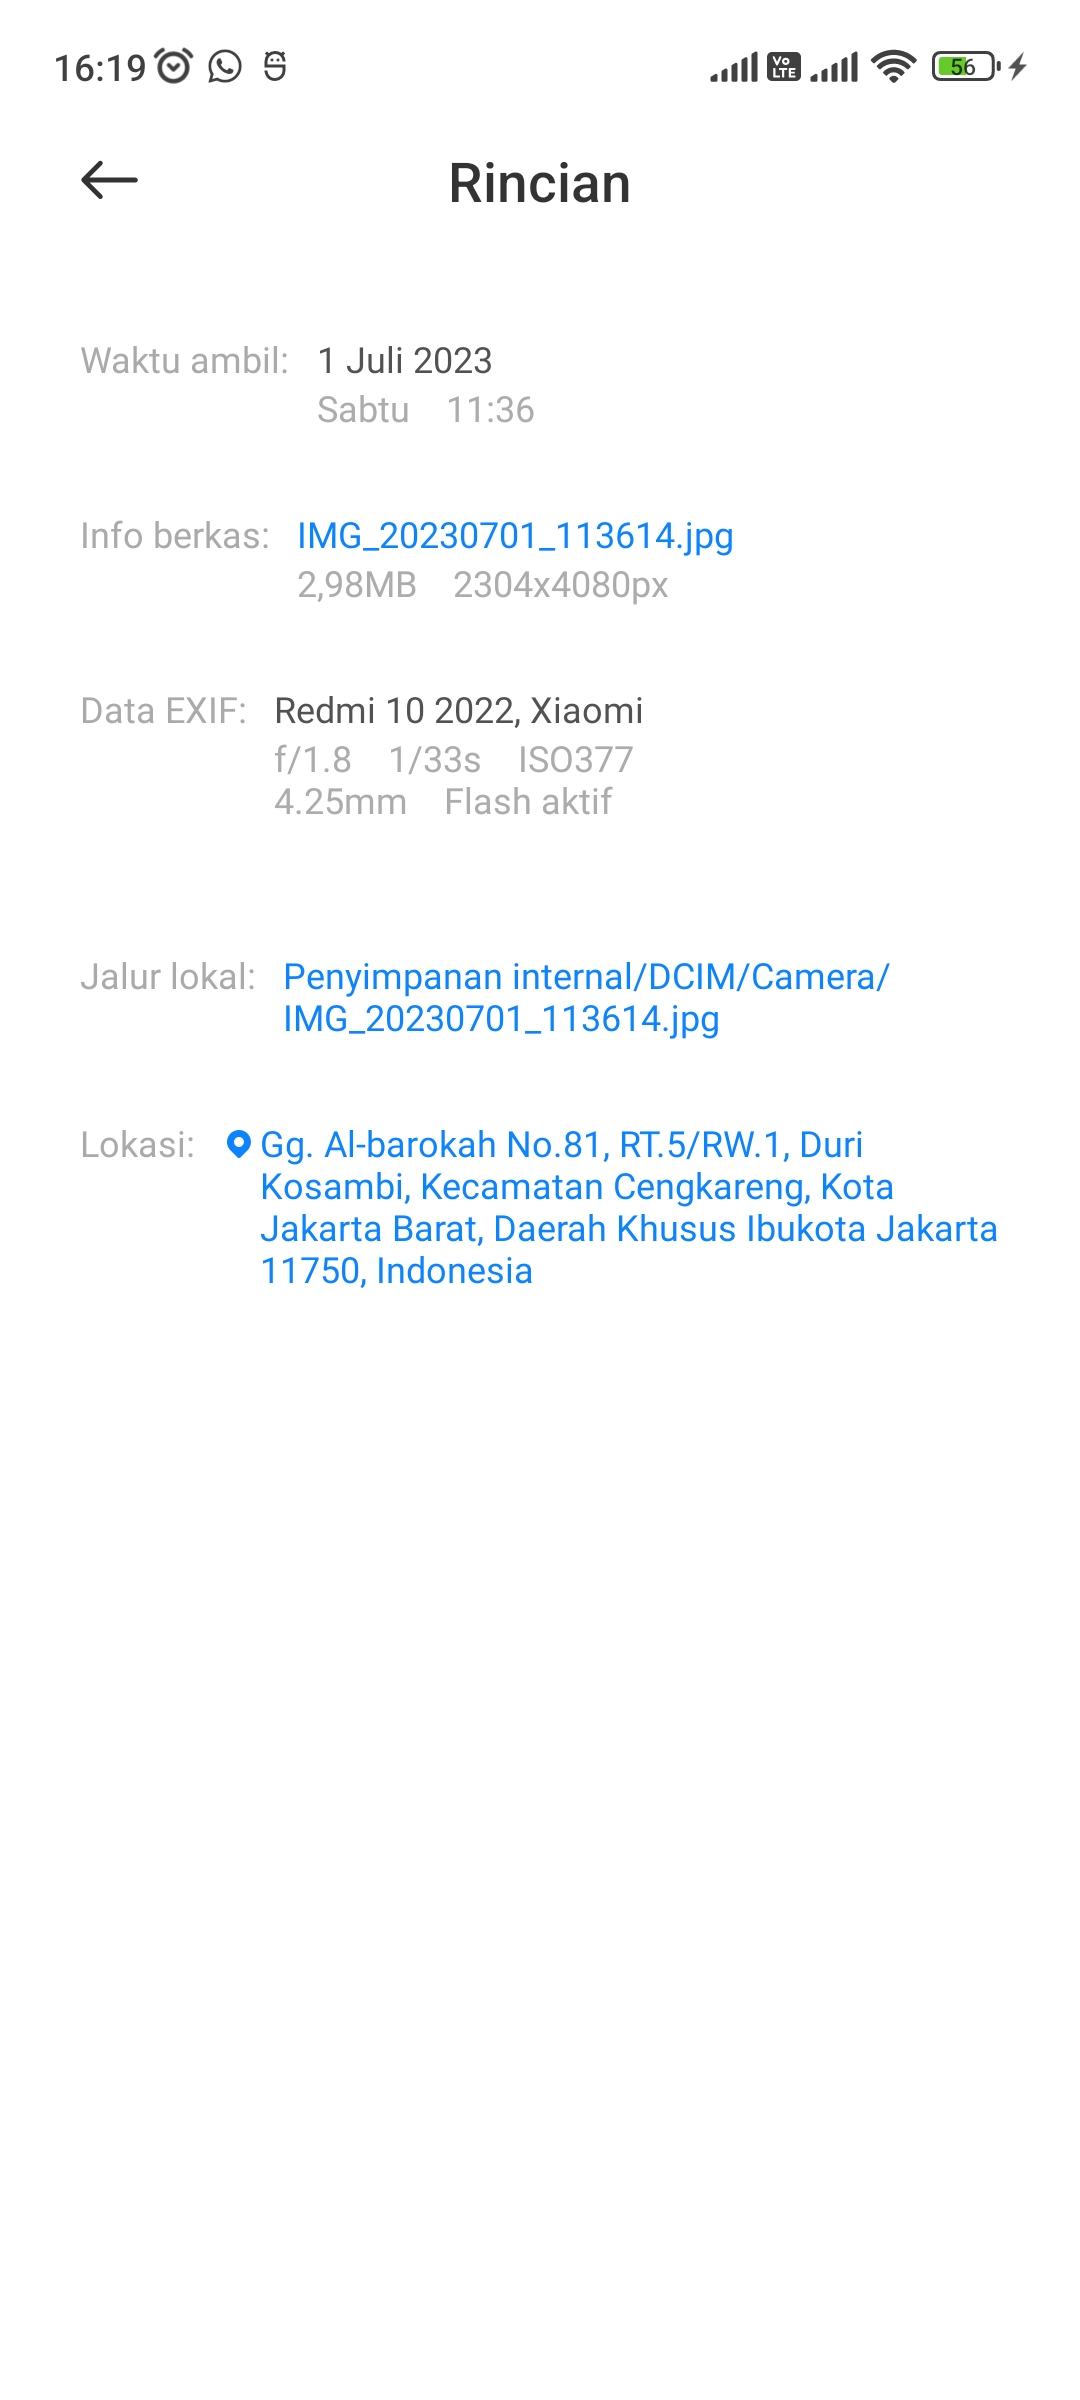 16:19 Vo LTE 56
Rincian
Waktu ambil: 1 Juli 2023
Sabtu 11:36
Info berkas: IMG_20230701_113614.jpg
2,98MB 2304x4080px
Data EXIF: Redmi 10 2022, Xiaomi
f/1.8 1/33s ISO377
4.25mm Flash aktif
Jalur lokal: Penyimpanan internal/DCIM/Camera/
IMG_20230701_113614.jpg
Lokasi: Gg. Al-barokah No.81, RT.5/RW.1, Duri
Kosambi, Kecamatan Cengkareng, Kota
Jakarta Barat, Daerah Khusus Ibukota Jakarta
11750, Indonesia